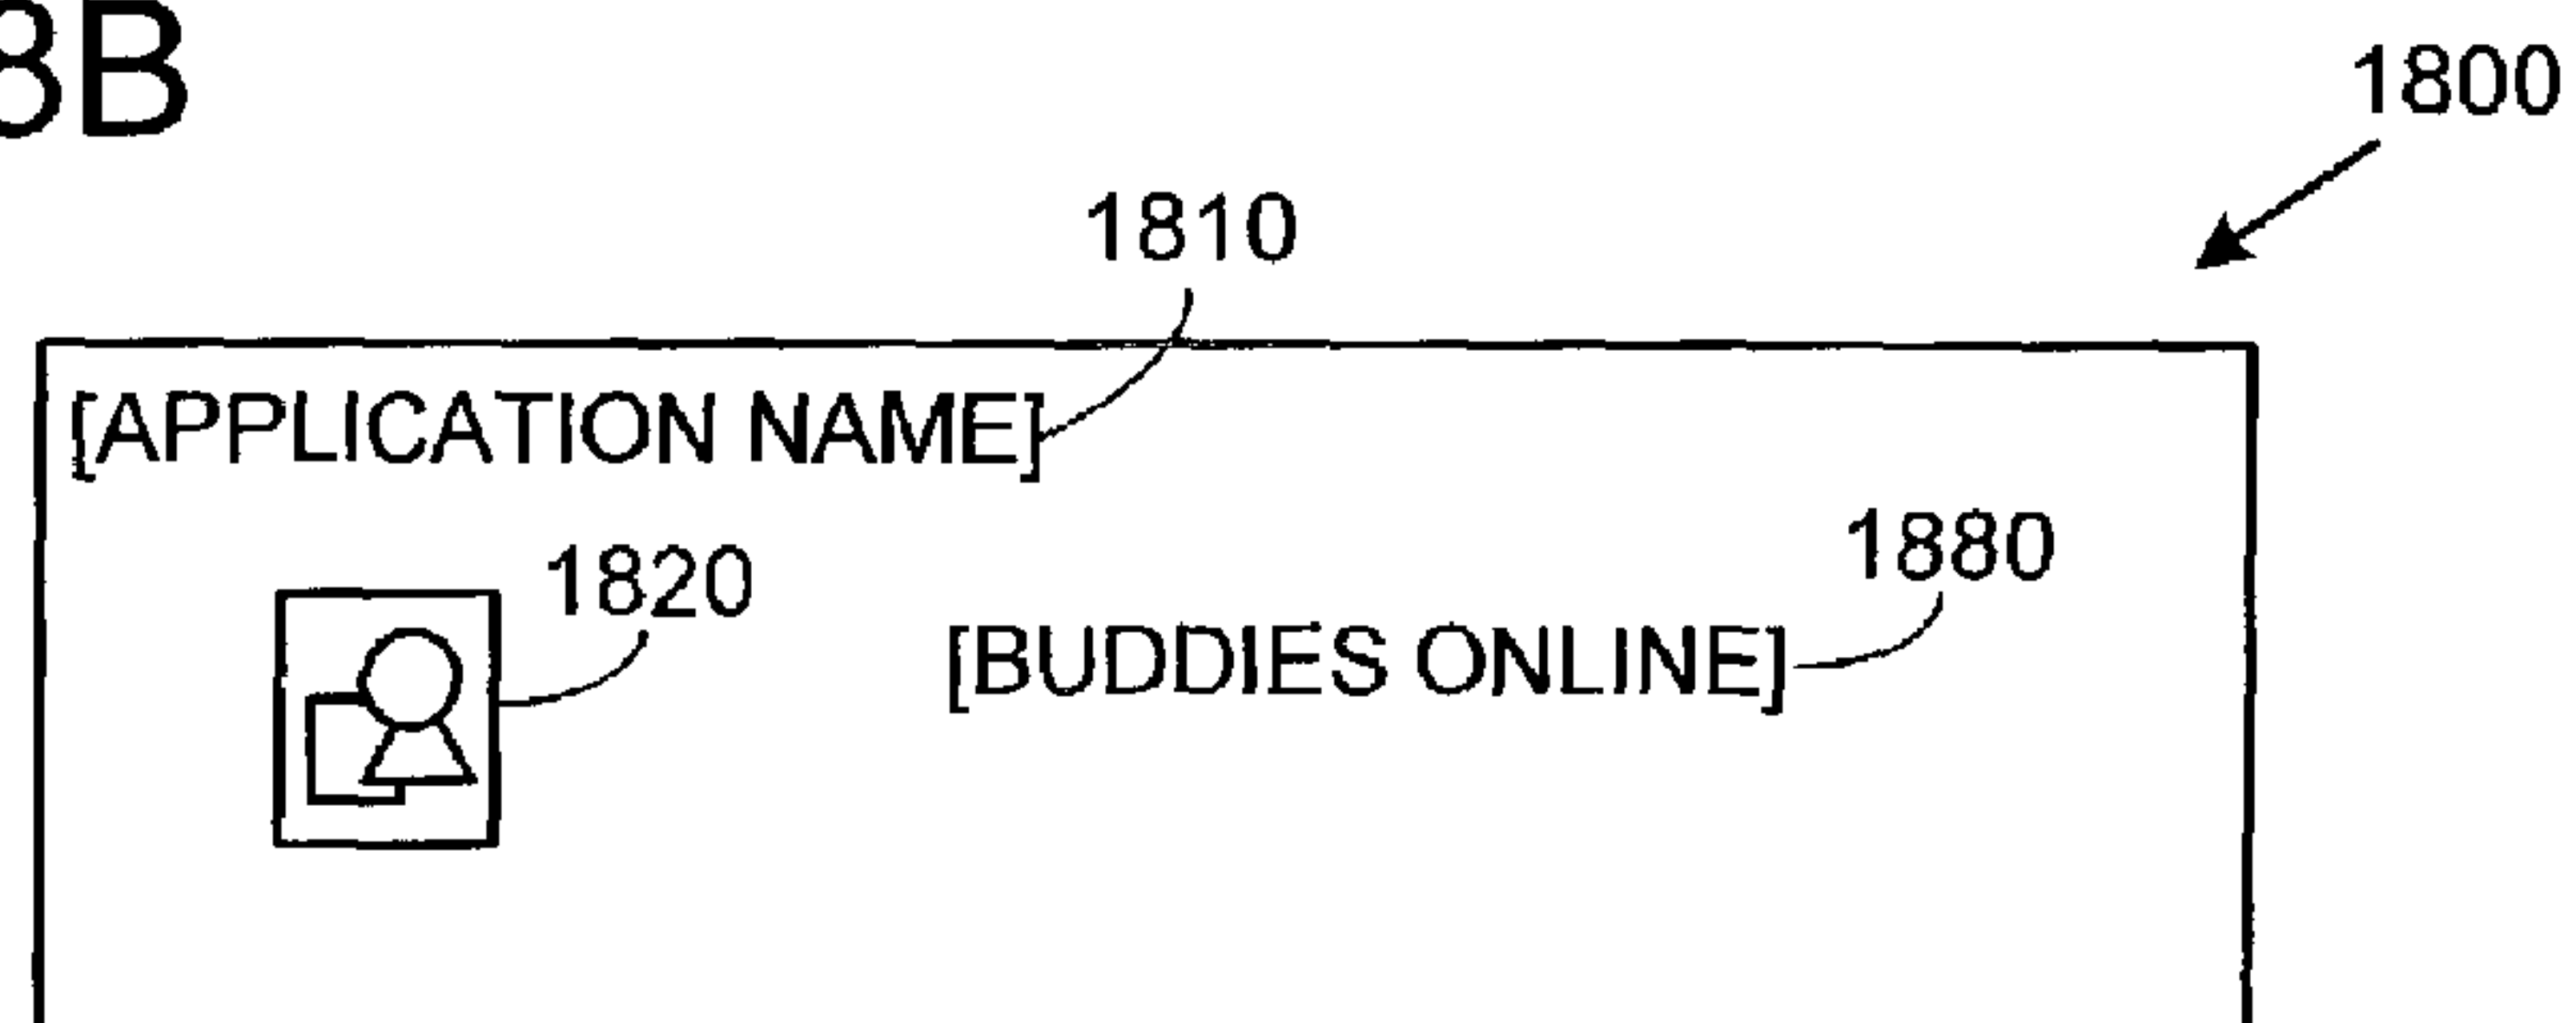 8B
1800
1810
[APPLICATION NAME]
1820
1880
[BUDDIES ONLINE]